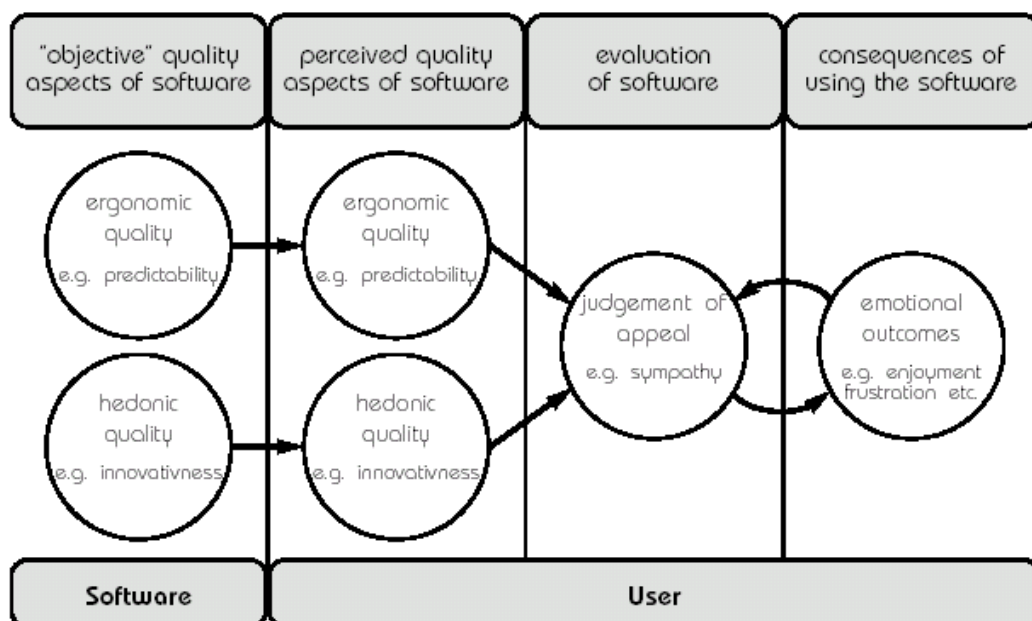 "objective" quality
aspects of software
perceived quality
aspects of software
evaluation
of software
consequences of
using the software
ergonomic
quality
e.g. predictability
ergonomic
quality
e.g. predictability
hedonic
quality
e.g. innovativness
hedonic
quality
e.g. innovativness
judgement of
appeal
e.g. sympathy
emotional
outcomes
e.g. enjoyment
frustration etc.
Software
User